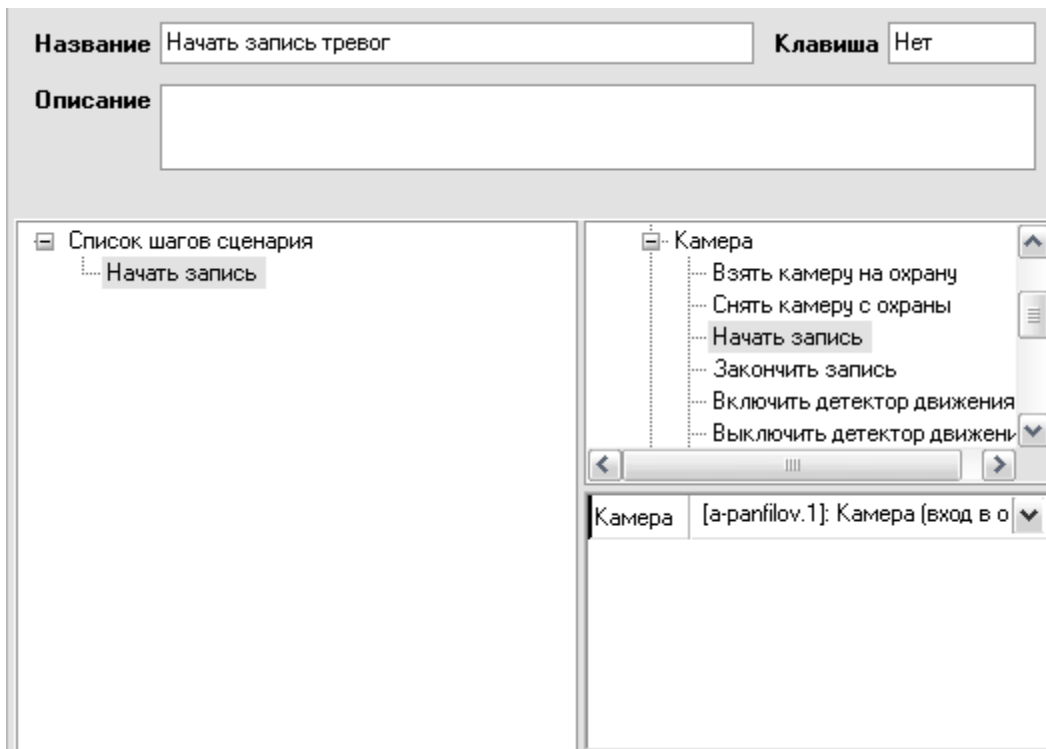 Название Начать запись тревог Клавиша Нет
Описание
Список шагов сценария
Начать запись
Камера
Взять камеру на охрану
Снять камеру с охраны
Начать запись
Закончить запись
Включить детектор движения
Выключить детектор движени
Камера [a-panfilov.1]: Камера (вход в о